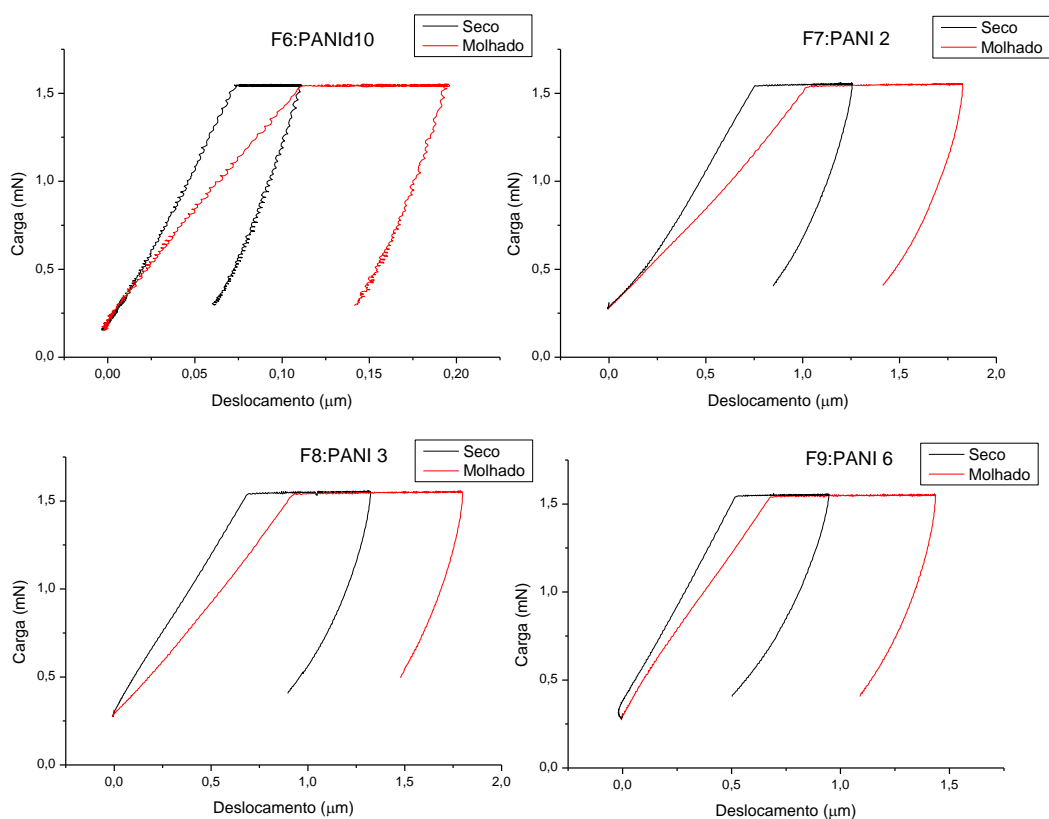 F6:PANId10
Seco
Molhado
1,5
1,0
0,5
0,0
Carga (mN)
0,00
0,05
0,10
0,15
0,20
Deslocamento (μm)
F7:PANI 2
Seco
Molhado
1,5
1,0
0,5
0,0
Carga (mN)
0,0
0,5
1,0
1,5
2,0
Deslocamento (μm)
F8:PANI 3
Seco
Molhado
1,5
1,0
0,5
0,0
Carga (mN)
0,0
0,5
1,0
1,5
2,0
Deslocamento (μm)
F9:PANI 6
Seco
Molhado
1,5
1,0
0,5
0,0
Carga (mN)
0,0
0,5
1,0
1,5
Deslocamento (μm)